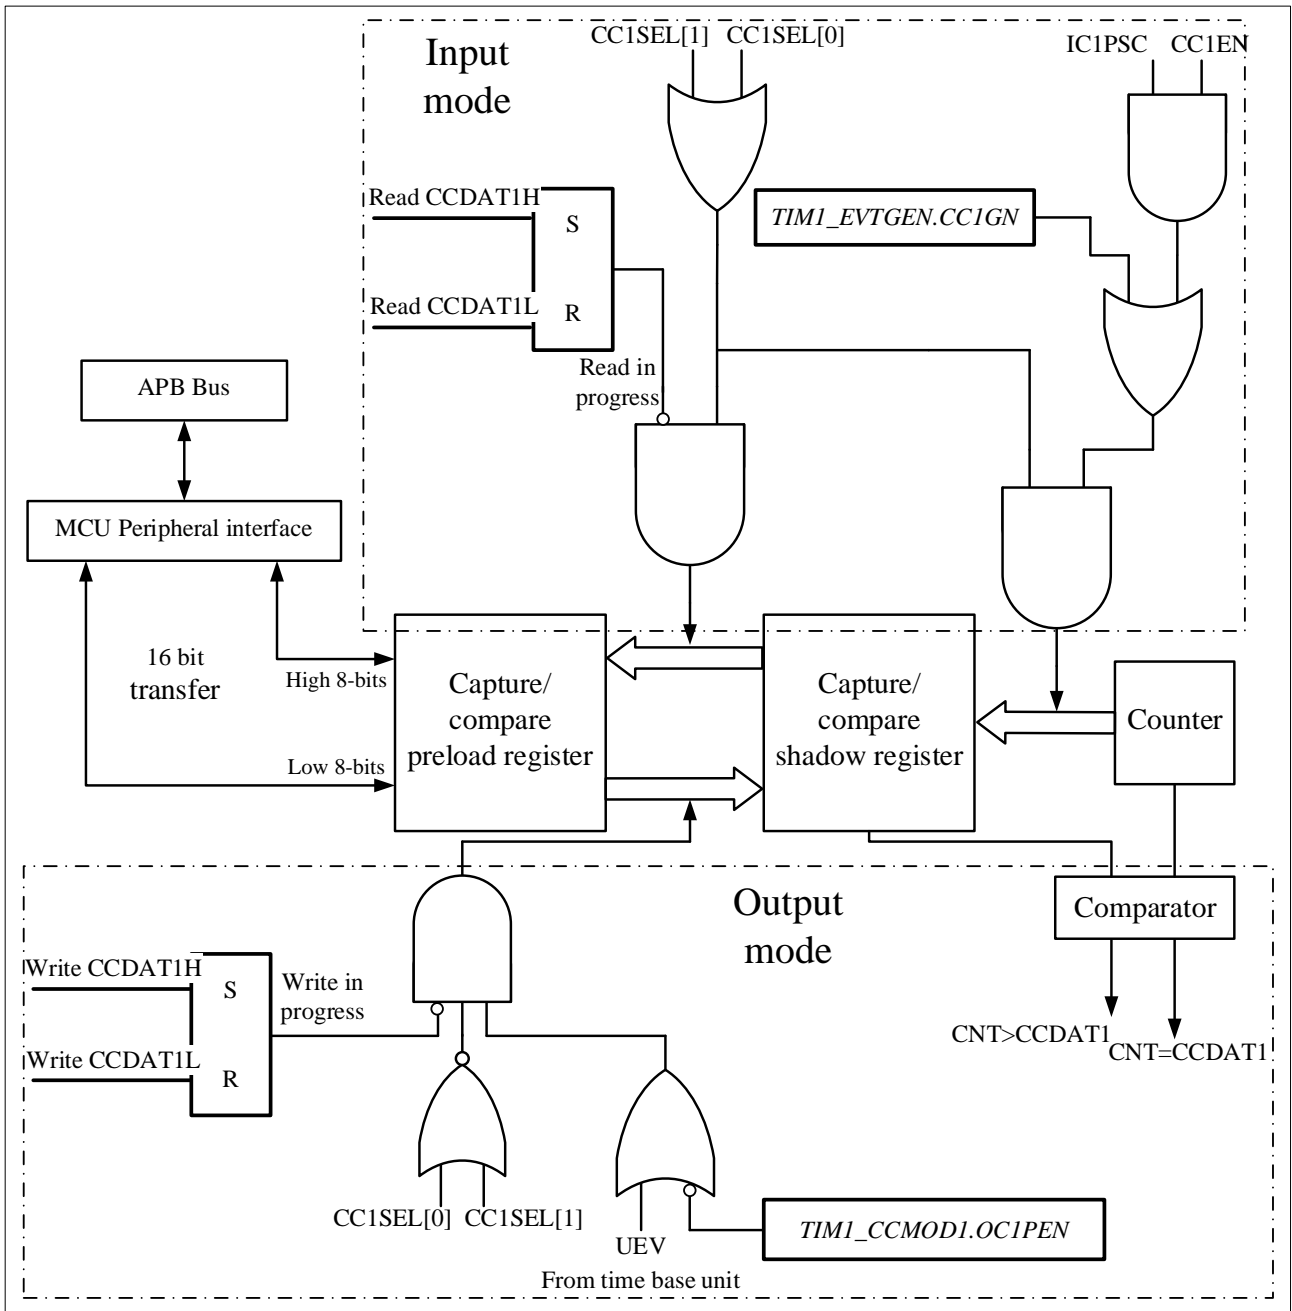 Input
mode
CC1SEL[1]
CC1SEL[0]
IC1PSC
CC1EN
Read CCDAT1H
S
TIM1_EVTGEN.CC1GN
Read CCDAT1L
R
Read in
progress
APB Bus
MCU Peripheral interface
16 bit
transfer
High 8-bits
Low 8-bits
Capture/
compare
preload register
Capture/
compare
shadow register
Counter
Output
mode
Comparator
Write CCDAT1H
S
Write in
progress
Write CCDAT1L
R
CNT>CCDAT1
CNT=CCDAT1
CC1SEL[0]
CC1SEL[1]
UEV
TIM1_CCMOD1.OC1PEN
From time base unit